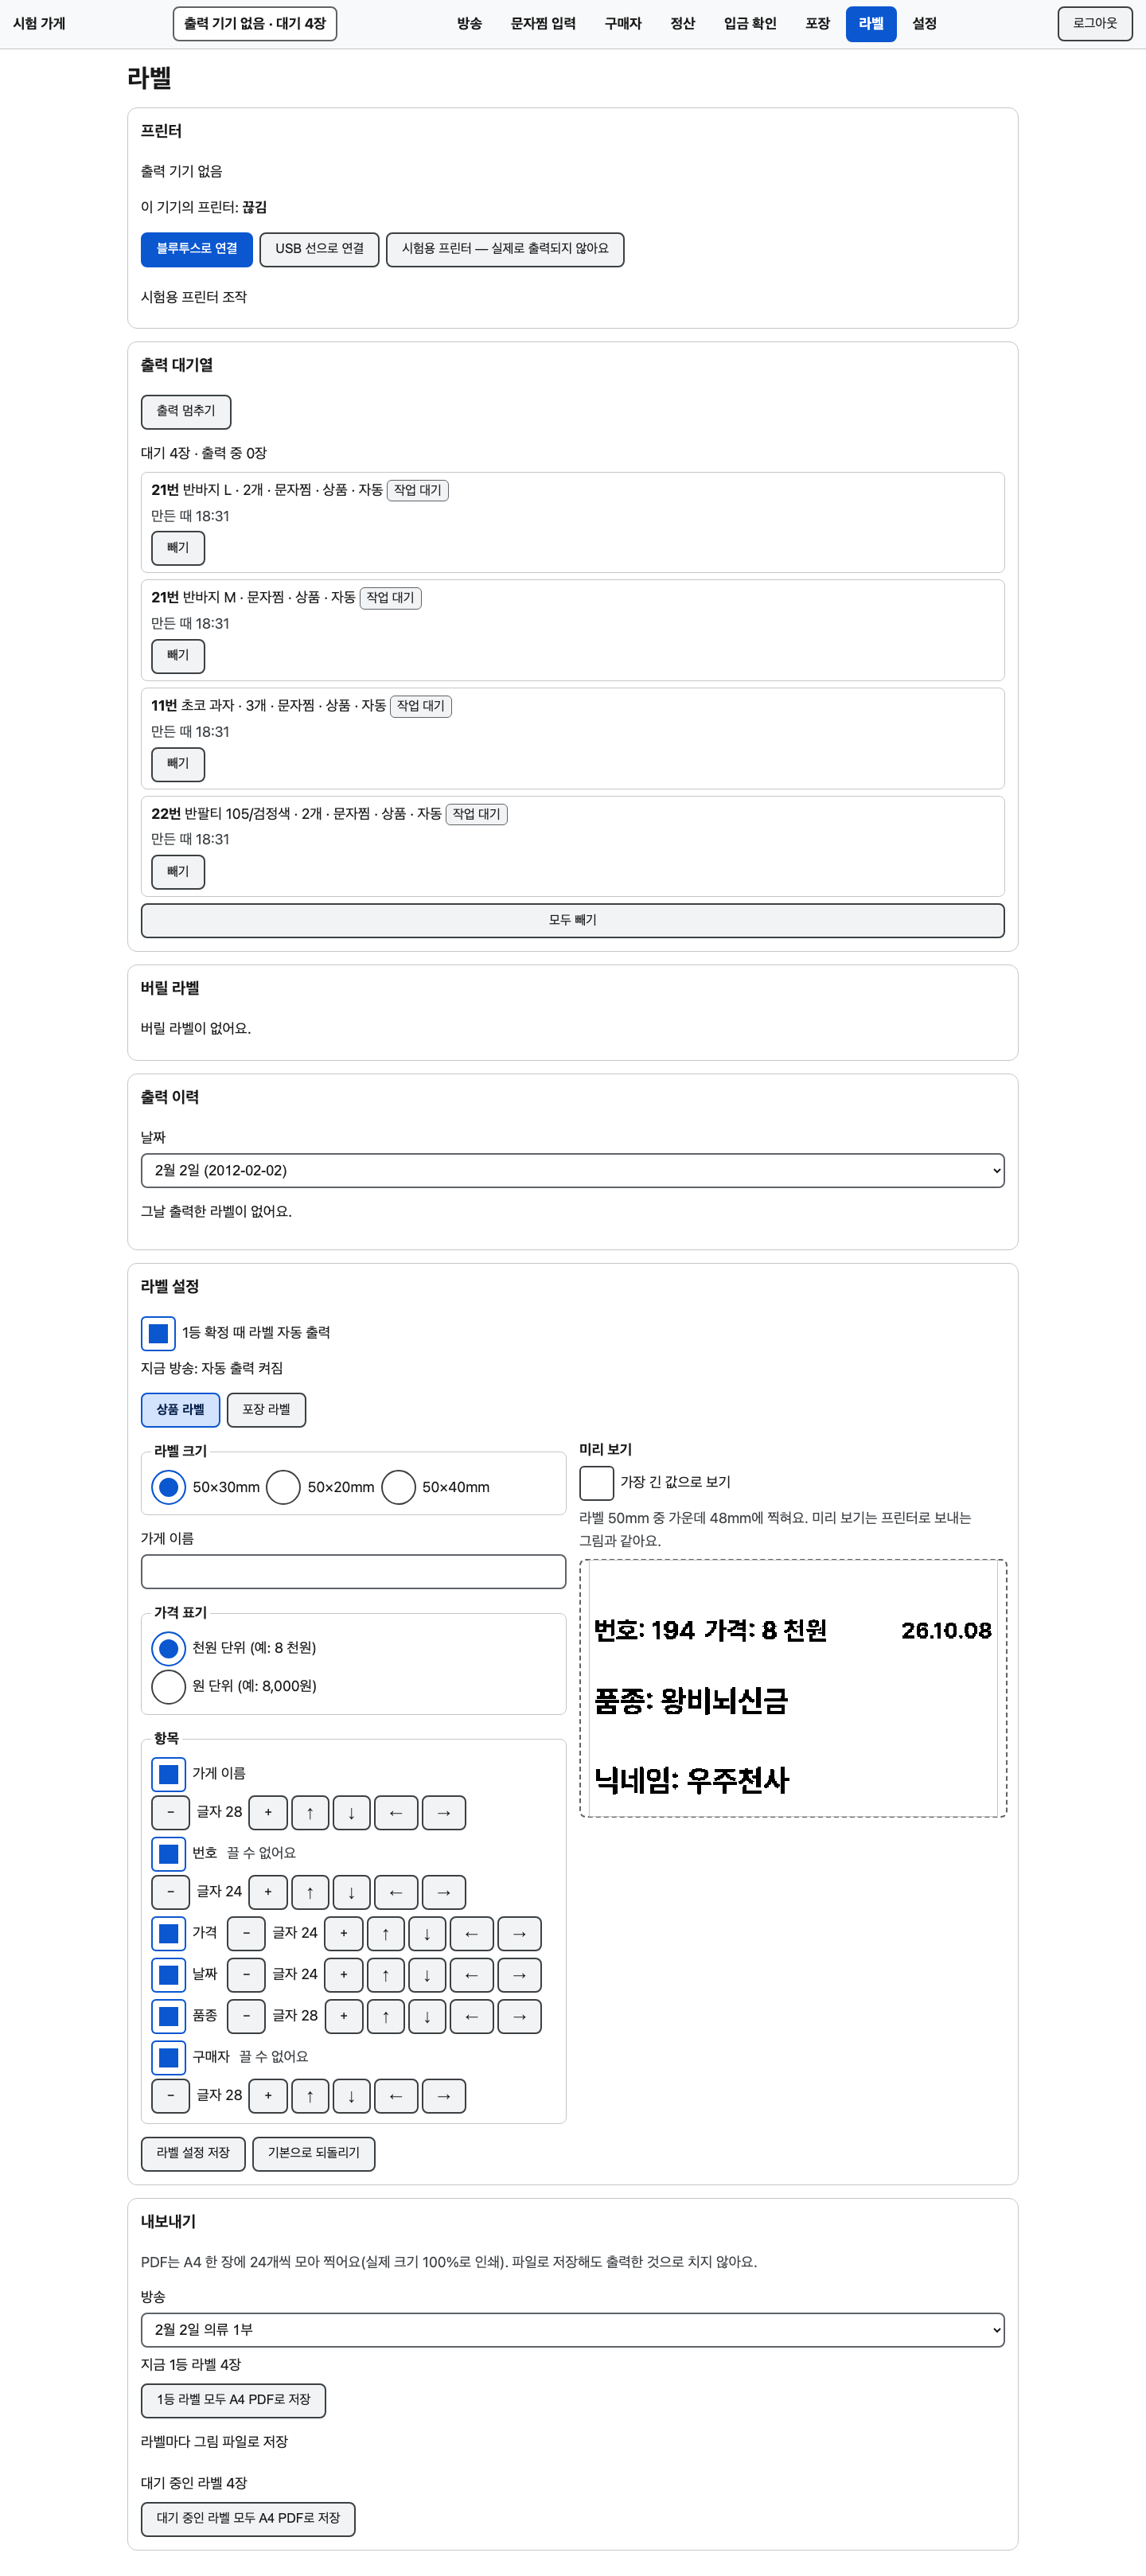 시험 가게
출력 기기 없음 · 대기 4장
방송 문자찜 입력 구매자 정산 입금 확인 포장 라벨 설정
로그아웃
라벨
프린터
출력 기기 없음
이 기기의 프린터: 끊김
블루투스로 연결 USB 선으로 연결 시험용 프린터 — 실제로 출력되지 않아요
시험용 프린터 조작
출력 대기열
출력 멈추기
대기 4장 · 출력 중 0장
21번 반바지 L · 2개 · 문자찜 · 상품 · 자동 작업 대기
만든 때 18:31
빼기
21번 반바지 M · 문자찜 · 상품 · 자동 작업 대기
만든 때 18:31
빼기
11번 초코 과자 · 3개 · 문자찜 · 상품 · 자동 작업 대기
만든 때 18:31
빼기
22번 반팔티 105/검정색 · 2개 · 문자찜 · 상품 · 자동 작업 대기
만든 때 18:31
빼기
모두 빼기
버릴 라벨
버릴 라벨이 없어요.
출력 이력
날짜
2월 2일 (2012-02-02)
그날 출력한 라벨이 없어요.
라벨 설정
1등 확정 때 라벨 자동 출력
지금 방송: 자동 출력 켜짐
상품 라벨 포장 라벨
라벨 크기
50×30mm 50×20mm 50×40mm
가게 이름
가격 표기
천원 단위 (예: 8 천원)
원 단위 (예: 8,000원)
항목
가게 이름
− 글자 28 + ↑ ↓ ← →
번호 끌 수 없어요
− 글자 24 + ↑ ↓ ← →
가격 − 글자 24 + ↑ ↓ ← →
날짜 − 글자 24 + ↑ ↓ ← →
품종 − 글자 28 + ↑ ↓ ← →
구매자 끌 수 없어요
− 글자 28 + ↑ ↓ ← →
라벨 설정 저장 기본으로 되돌리기
미리 보기
가장 긴 값으로 보기
라벨 50mm 중 가운데 48mm에 찍혀요. 미리 보기는 프린터로 보내는
그림과 같아요.
번호: 194 가격: 8 천원 26.10.08
품종: 왕비뇌신금
닉네임: 우주천사
내보내기
PDF는 A4 한 장에 24개씩 모아 찍어요(실제 크기 100%로 인쇄). 파일로 저장해도 출력한 것으로 치지 않아요.
방송
2월 2일 의류 1부
지금 1등 라벨 4장
1등 라벨 모두 A4 PDF로 저장
라벨마다 그림 파일로 저장
대기 중인 라벨 4장
대기 중인 라벨 모두 A4 PDF로 저장